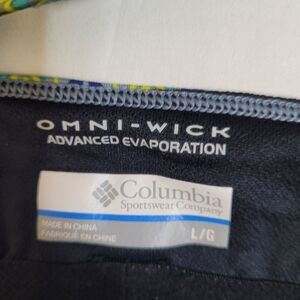 OMNI-WICK
ADVANCED EVAPORATION
Columbia
Sportswear Company
MADE IN CHINA
FABRIQUÉ EN CHINE
L/G